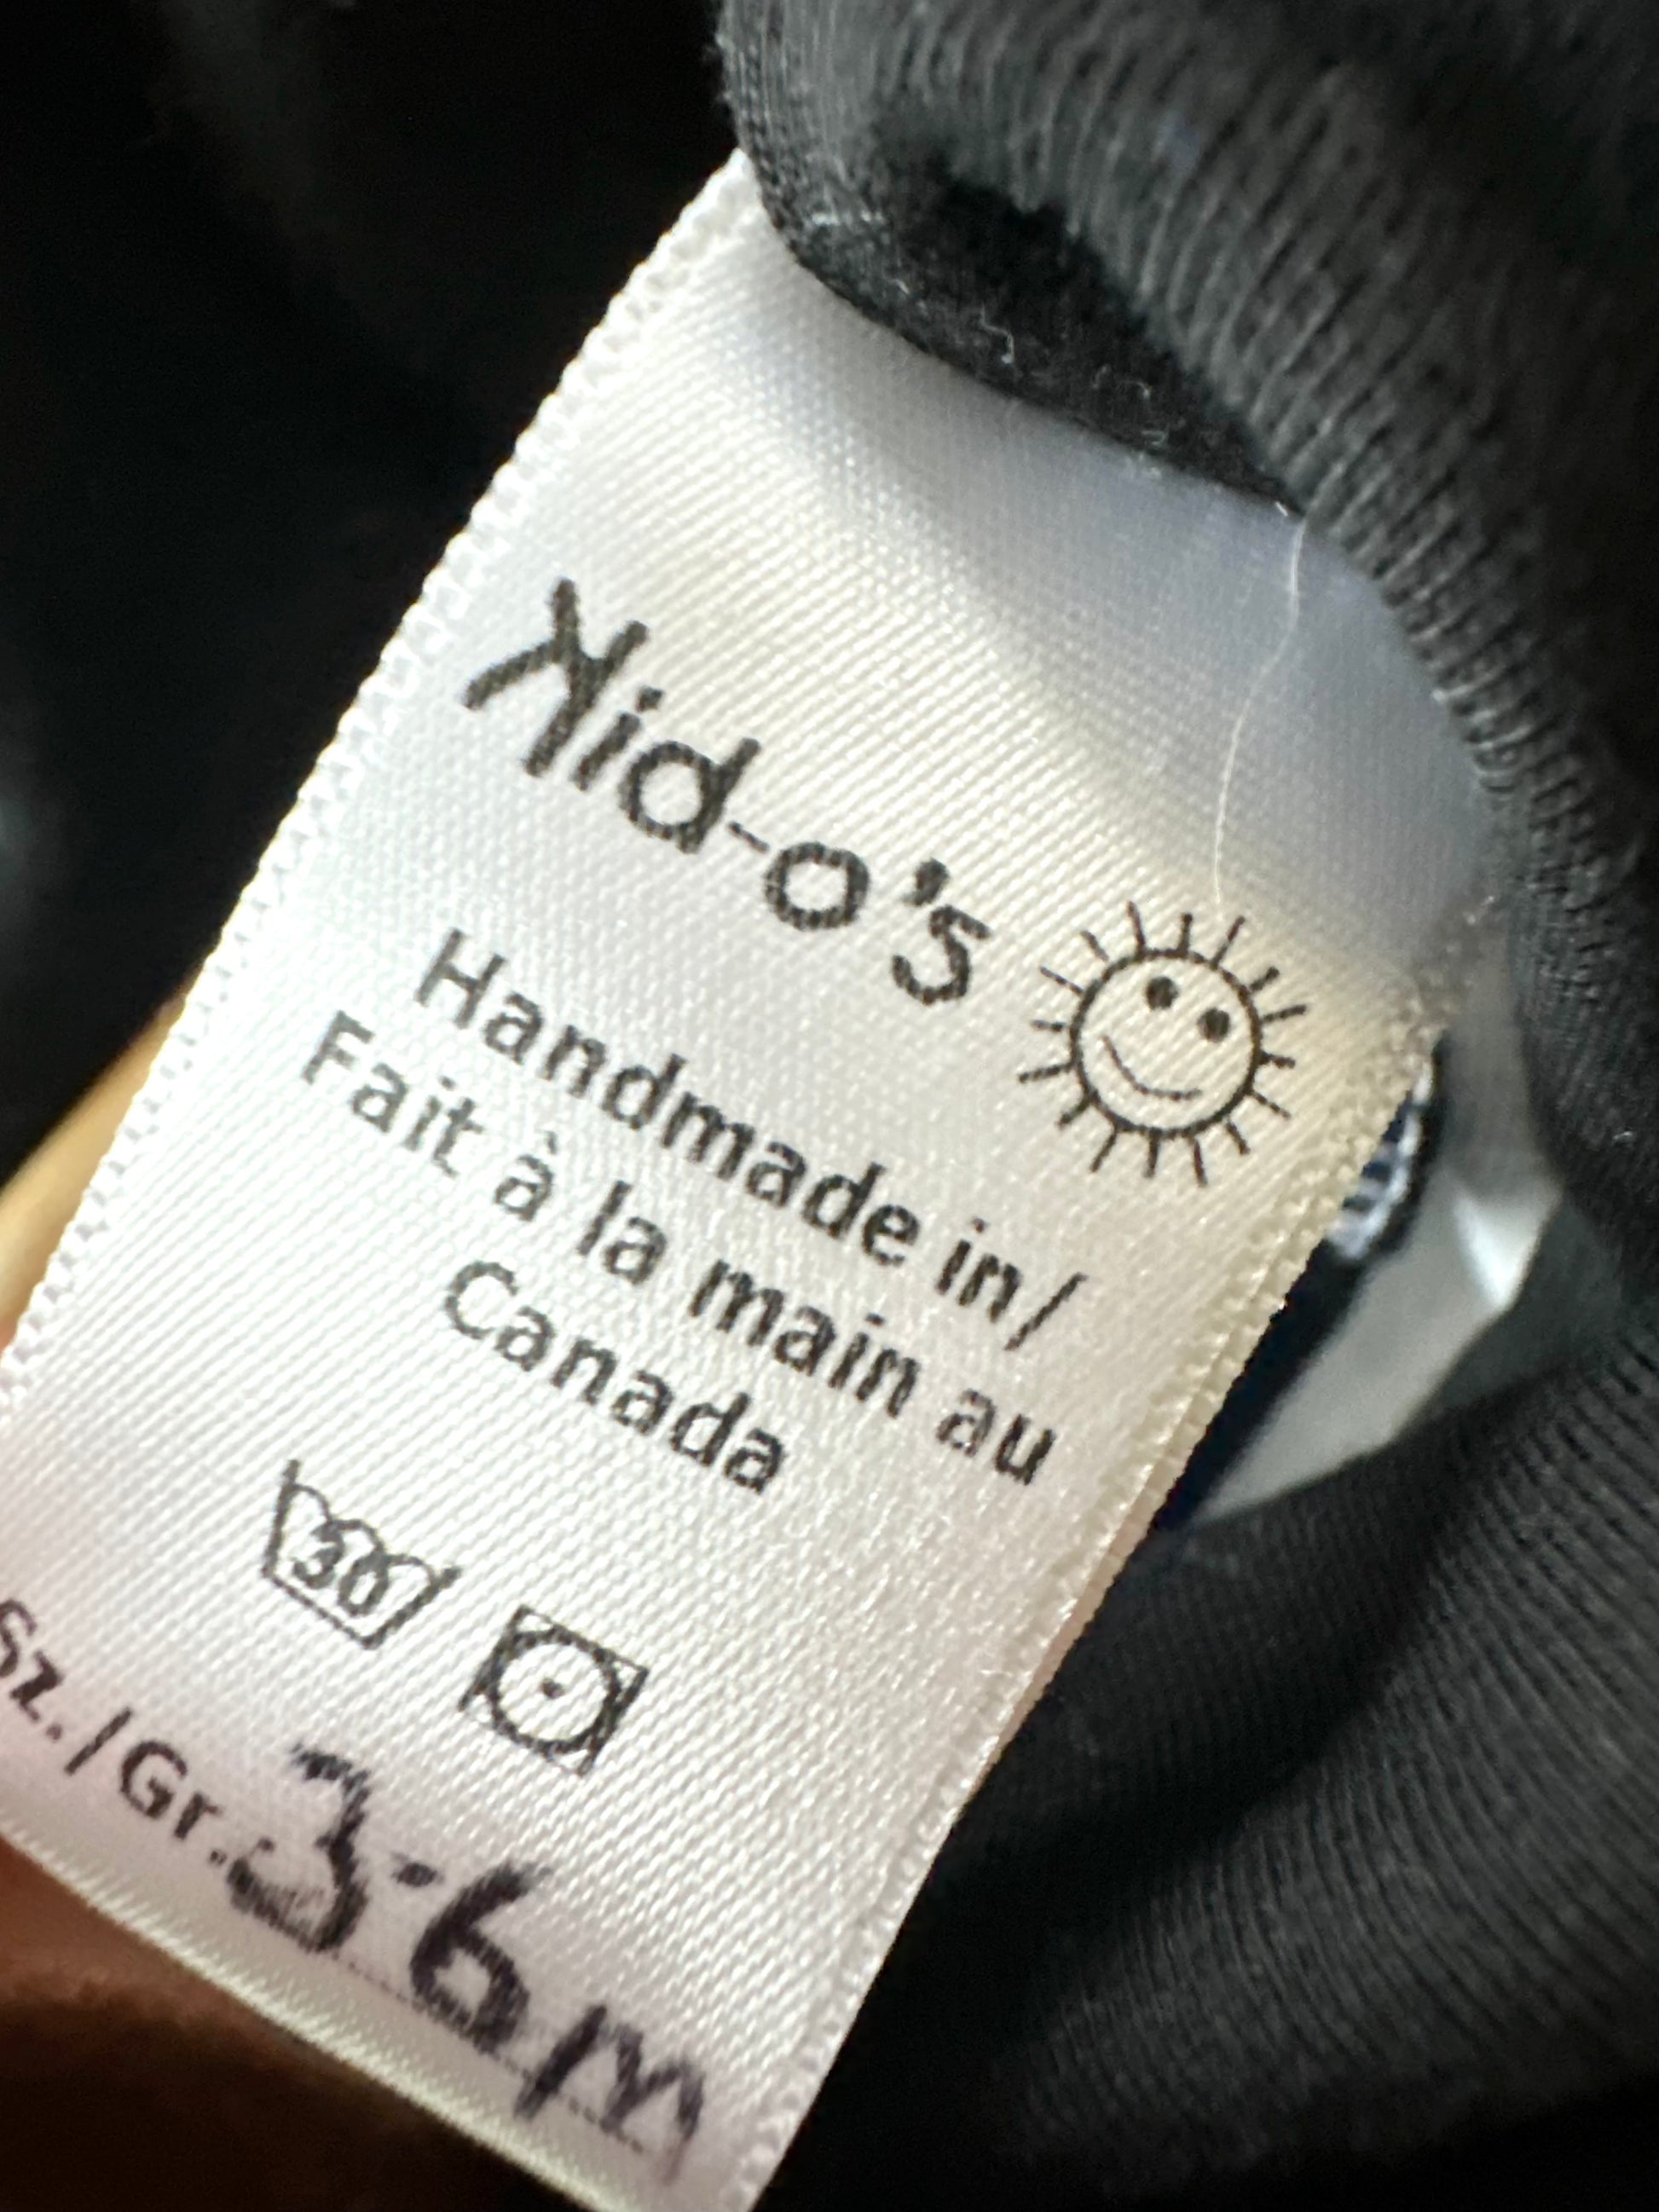 Kid-o's
Handmade in/
Fait à la main au
Canada
30
Sz./Gr. 3-6m